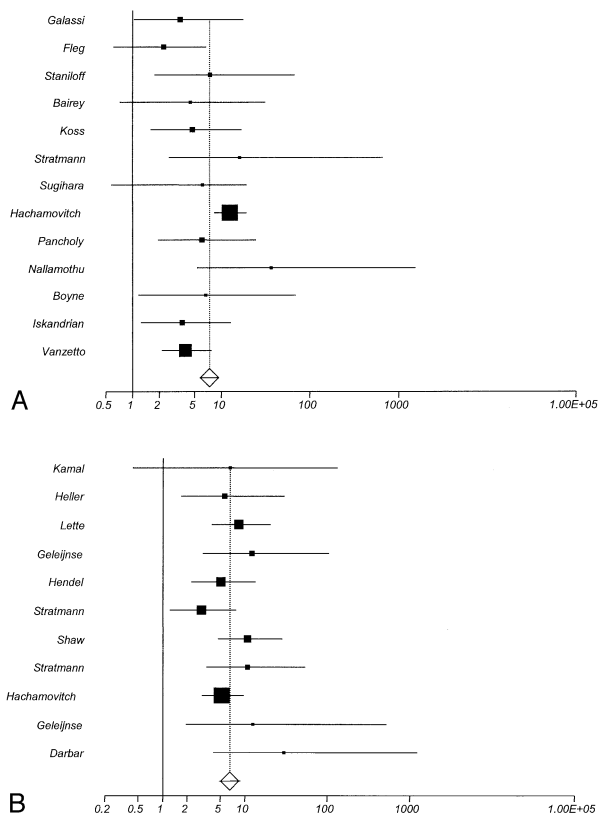 Galassi
Fleg
Staniloff
Bairey
Koss
Stratmann
Sugihara
Hachamovitch
Pancholy
Nallamothu
Boyne
Iskandrian
Vanzetto
A
0.5 1 2 5 10 100 1000 1.00E+05
Kamal
Heller
Lette
Geleijnse
Hendel
Stratmann
Shaw
Stratmann
Hachamovitch
Geleijnse
Darbar
B
0.2 0.5 1 2 5 10 100 1000 1.00E+05